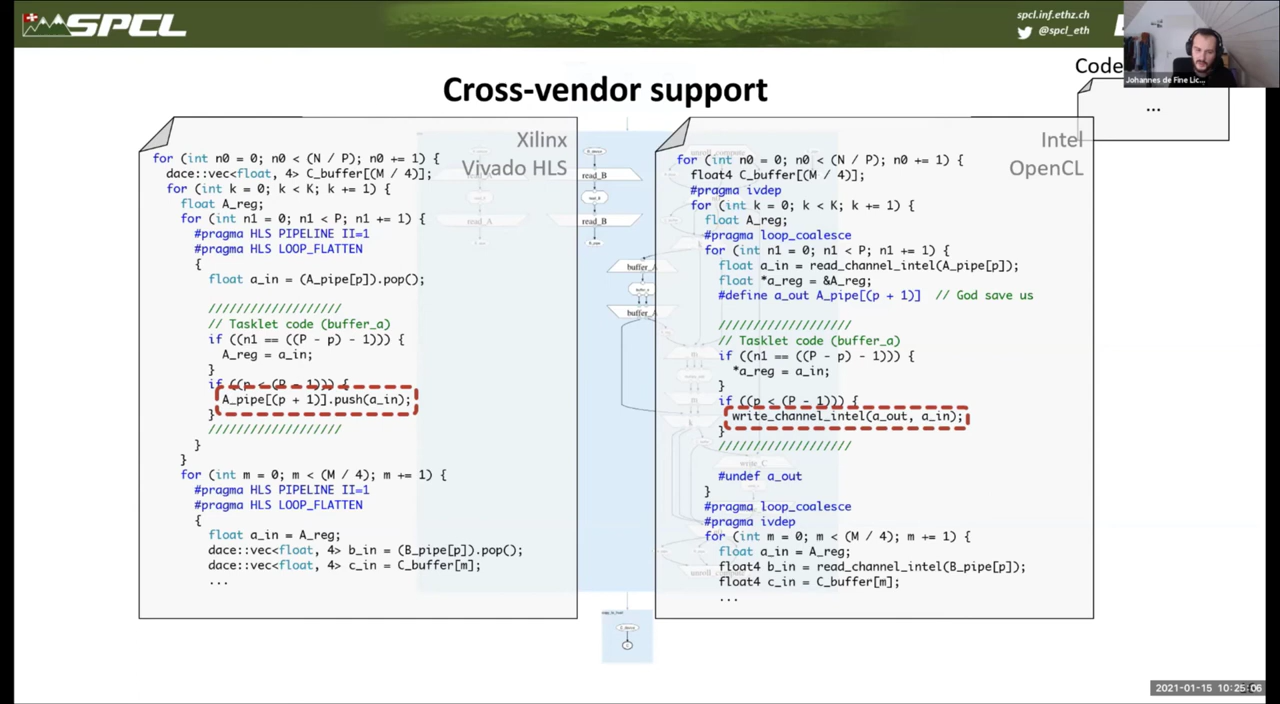 SPCL
spcl.inf.ethz.ch
@spcl_eth
Johannes de Fine Lic...
Cross-vendor support
Code
...
Xilinx
Vivado HLS
for (int n0 = 0; n0 < (N / P); n0 += 1) {
dace::vec<float, 4> C_buffer[(M / 4)];
for (int k = 0; k < K; k += 1) {
float A_reg;
for (int n1 = 0; n1 < P; n1 += 1) {
#pragma HLS PIPELINE II=1
#pragma HLS LOOP_FLATTEN
{
float a_in = (A_pipe[p]).pop();
///////////////////
// Tasklet code (buffer_a)
if ((n1 == ((P - p) - 1))) {
A_reg = a_in;
}
if ((p < (P - 1))) {
A_pipe[(p + 1)].push(a_in);
}
///////////////////
}
}
for (int m = 0; m < (M / 4); m += 1) {
#pragma HLS PIPELINE II=1
#pragma HLS LOOP_FLATTEN
{
float a_in = A_reg;
dace::vec<float, 4> b_in = (B_pipe[p]).pop();
dace::vec<float, 4> c_in = C_buffer[m];
...
read_B
read_B
read_A
buffer_A
buffer_A
Intel
OpenCL
for (int n0 = 0; n0 < (N / P); n0 += 1) {
float4 C_buffer[(M / 4)];
#pragma ivdep
for (int k = 0; k < K; k += 1) {
float A_reg;
#pragma loop_coalesce
for (int n1 = 0; n1 < P; n1 += 1) {
float a_in = read_channel_intel(A_pipe[p]);
float *a_reg = &A_reg;
#define a_out A_pipe[(p + 1)] // God save us
///////////////////
// Tasklet code (buffer_a)
if ((n1 == ((P - p) - 1))) {
*a_reg = a_in;
}
if ((p < (P - 1))) {
write_channel_intel(a_out, a_in);
}
///////////////////
#undef a_out
}
#pragma loop_coalesce
#pragma ivdep
for (int m = 0; m < (M / 4); m += 1) {
float a_in = A_reg;
float4 b_in = read_channel_intel(B_pipe[p]);
float4 c_in = C_buffer[m];
...
2021-01-15 10:25:06